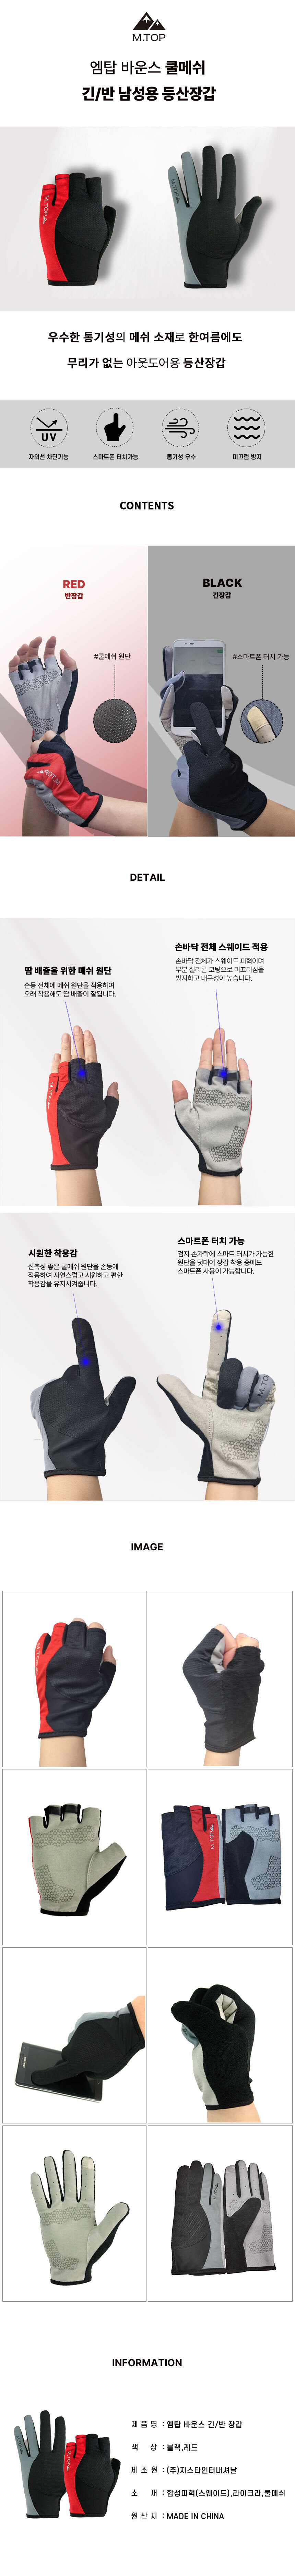 M.TOP
엠탑 바운스 쿨메쉬
긴/반 남성용 등산장갑
M.TOP
M.TOP
우수한 통기성의 메쉬 소재로 한여름에도
무리가 없는 아웃도어용 등산장갑
UV
자외선 차단기능
스마트폰 터치가능
통기성 우수
미끄럼 방지
CONTENTS
RED
반장갑
#쿨메쉬 원단
M.TOP
BLACK
긴장갑
#스마트폰 터치 가능
DETAIL
땀 배출을 위한 메쉬 원단
손등 전체에 메쉬 원단을 적용하여
오래 착용해도 땀 배출이 잘됩니다.
손바닥 전체 스웨이드 적용
손바닥 전체가 스웨이드 피혁이며
부분 실리콘 코팅으로 미끄러짐을
방지하고 내구성이 높습니다.
M.TOP
시원한 착용감
신축성 좋은 쿨메쉬 원단을 손등에
적용하여 자연스럽고 시원하고 편한
착용감을 유지시켜줍니다.
스마트폰 터치 가능
검지 손가락에 스마트 터치가 가능한
원단을 덧대어 장갑 착용 중에도
스마트폰 사용이 가능합니다.
M.TOP
IMAGE
M.TOP
INFORMATION
제품명 : 엠탑 바운스 긴/반 장갑
색상 : 블랙,레드
제조원 : (주)지스타인터내셔날
소재 : 합성피혁(스웨이드),라이크라,쿨메쉬
원산지 : MADE IN CHINA